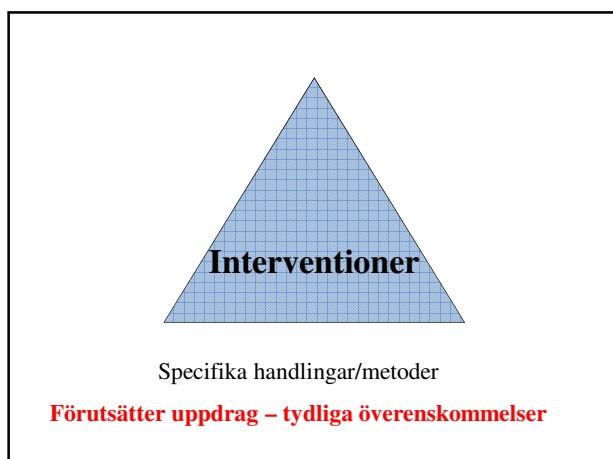 Interventioner
Specifika handlingar/metoder
Förutsätter uppdrag – tydliga överenskommelser